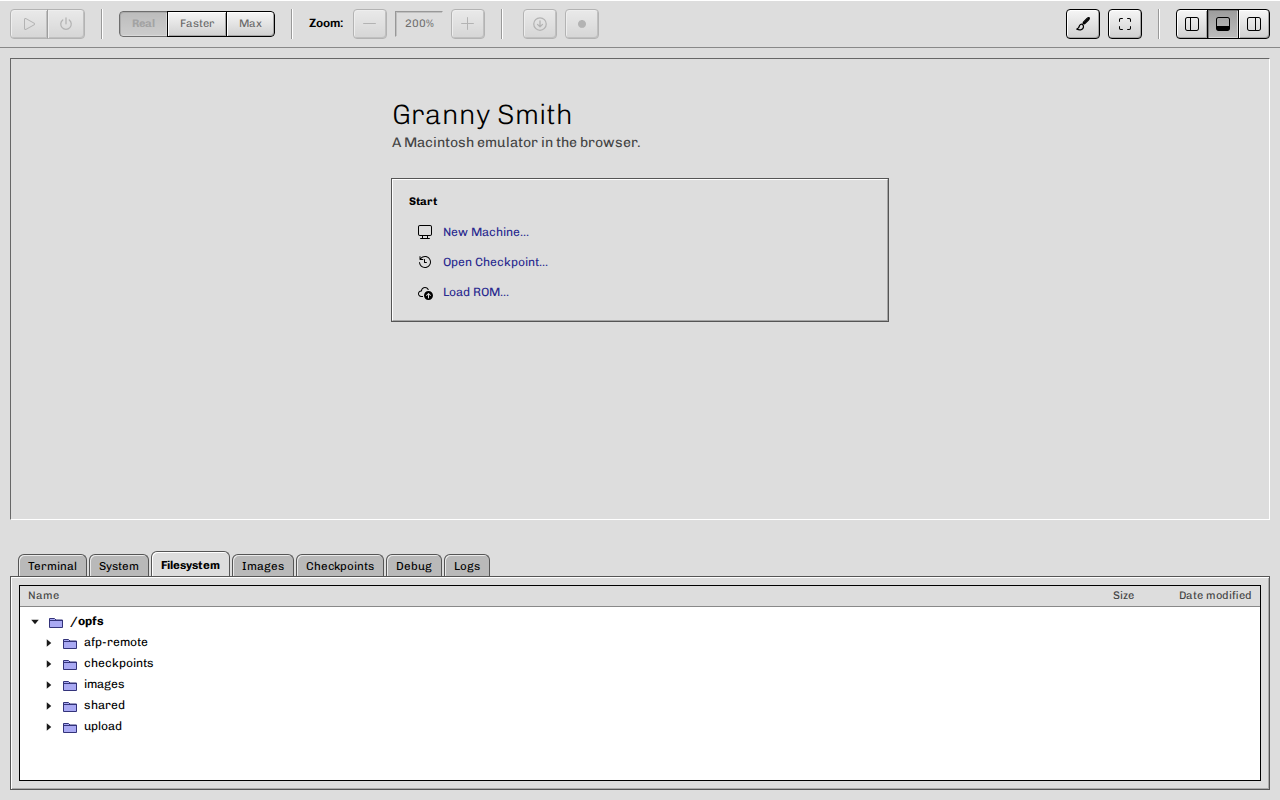 Real Faster Max Zoom: 200%
Granny Smith
A Macintosh emulator in the browser.
Start
New Machine...
Open Checkpoint...
Load ROM...
Terminal System Filesystem Images Checkpoints Debug Logs
Name Size Date modified
/opfs
afp-remote
checkpoints
images
shared
upload